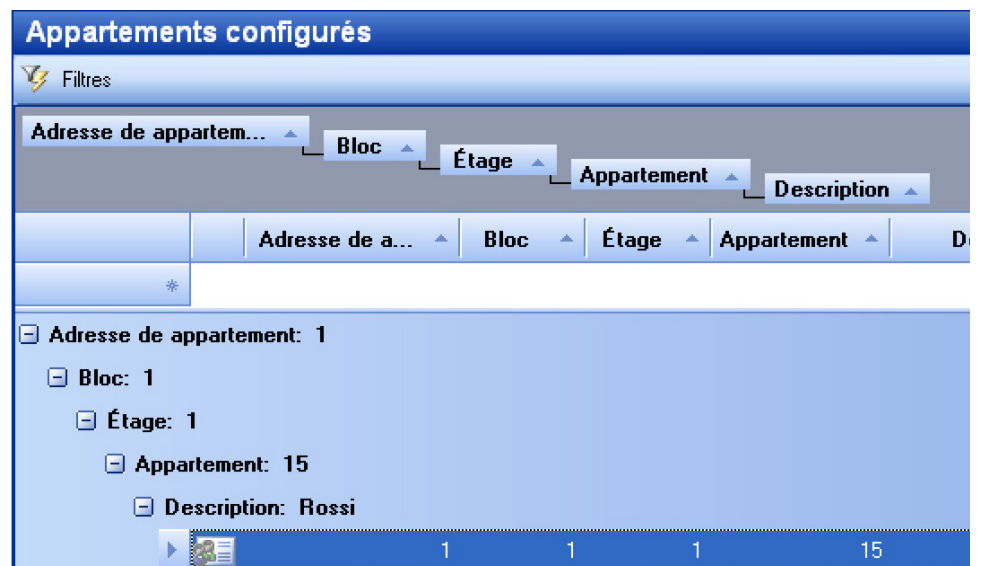 Appartements configurés
Filtres
Adresse de appartem...
Bloc
Étage
Appartement
Description
Adresse de a... Bloc Étage Appartement
Adresse de appartement: 1
Bloc: 1
Étage: 1
Appartement: 15
Description: Rossi
1 1 1 15